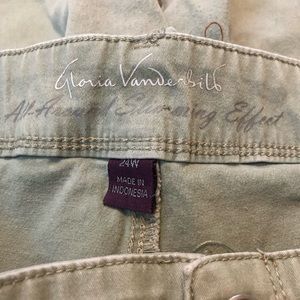 Gloria Vanderbilt
All-Around Slimming Effect
24W
MADE IN
INDONESIA